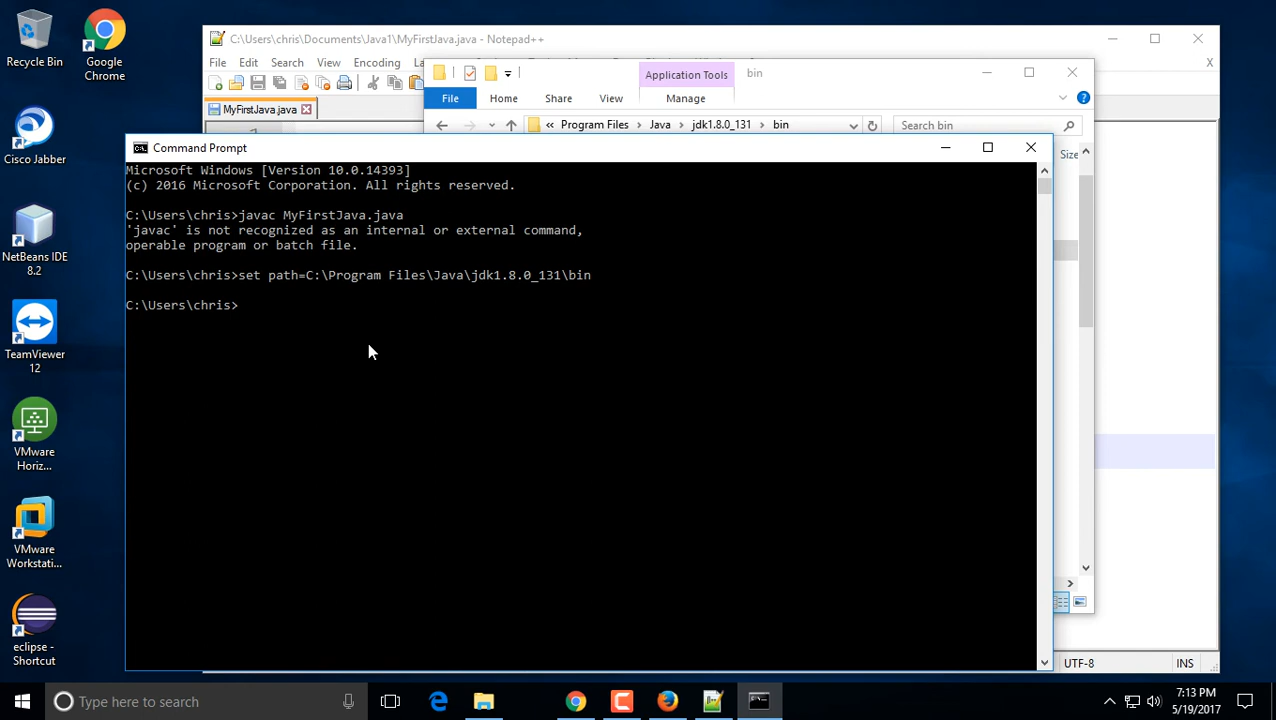 Recycle Bin
Google Chrome
Cisco Jabber
NetBeans IDE 8.2
TeamViewer 12
VMware Horiz...
VMware Workstati...
eclipse - Shortcut
C:\Users\chris\Documents\Java1\MyFirstJava.java - Notepad++
File Edit Search View Encoding
MyFirstJava.java
X
Application Tools bin
File Home Share View Manage
« Program Files › Java › jdk1.8.0_131 › bin
Search bin
Size
Command Prompt
Microsoft Windows [Version 10.0.14393]
(c) 2016 Microsoft Corporation. All rights reserved.
C:\Users\chris>javac MyFirstJava.java
'javac' is not recognized as an internal or external command,
operable program or batch file.
C:\Users\chris>set path=C:\Program Files\Java\jdk1.8.0_131\bin
C:\Users\chris>
UTF-8 INS
Type here to search
7:13 PM
5/19/2017